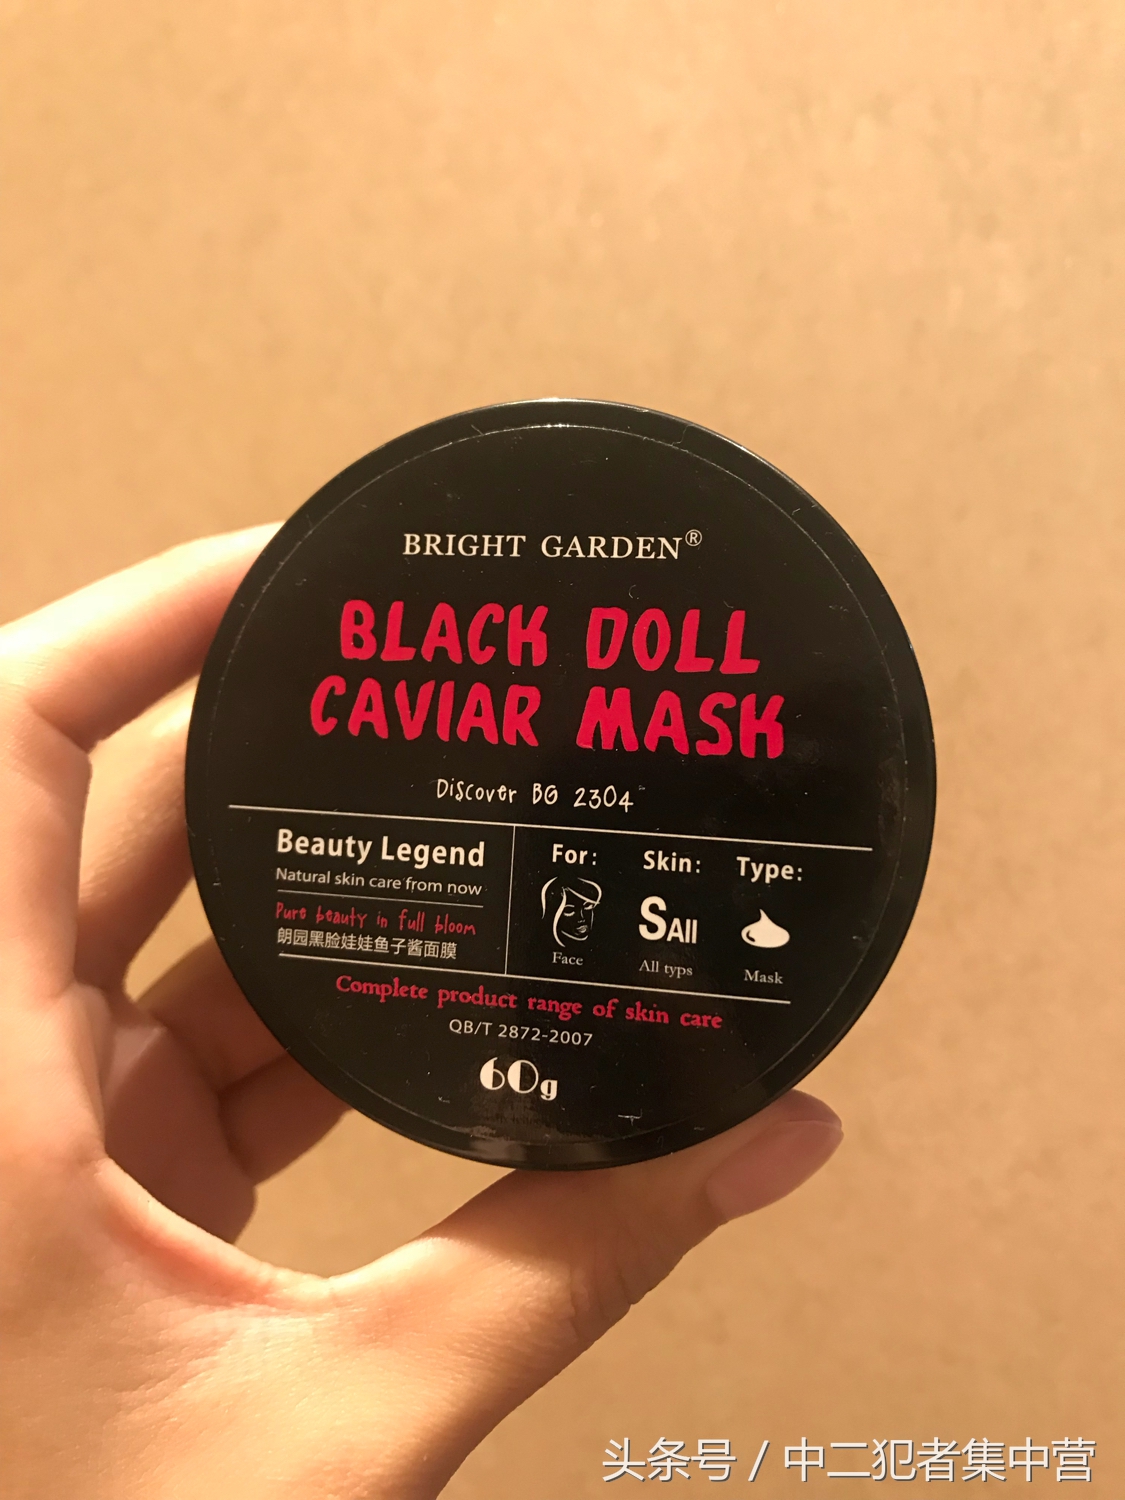 BRIGHT GARDEN®
BLACK DOLL
CAVIAR MASK
Discover BG 2304
Beauty Legend
Natural skin care from now
Pure beauty in full bloom
朗园黑脸娃娃鱼子酱面膜
For: Skin: Type:
SAll
Face All typs Mask
Complete product range of skin care
QB/T 2872-2007
60g
头条号 / 中二犯者集中营